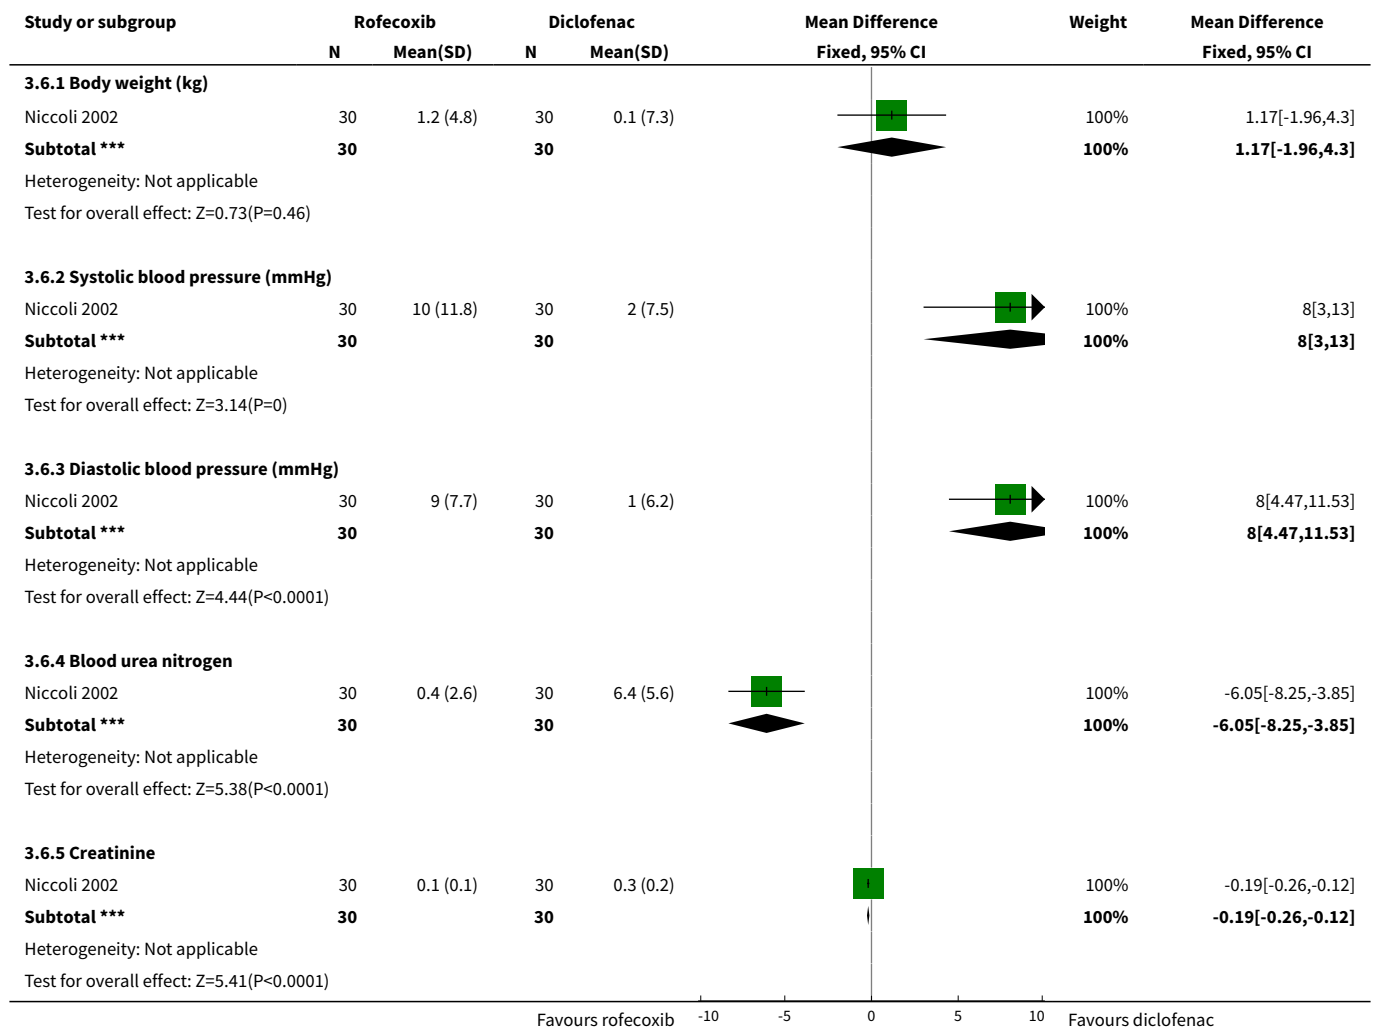 Study or subgroup Rofecoxib Diclofenac Mean Difference Weight Mean Difference
N Mean(SD) N Mean(SD) Fixed, 95% CI Fixed, 95% CI
3.6.1 Body weight (kg)
Niccoli 2002 30 1.2 (4.8) 30 0.1 (7.3) 100% 1.17[-1.96,4.3]
Subtotal *** 30 30 100% 1.17[-1.96,4.3]
Heterogeneity: Not applicable
Test for overall effect: Z=0.73(P=0.46)
3.6.2 Systolic blood pressure (mmHg)
Niccoli 2002 30 10 (11.8) 30 2 (7.5) 100% 8[3,13]
Subtotal *** 30 30 100% 8[3,13]
Heterogeneity: Not applicable
Test for overall effect: Z=3.14(P=0)
3.6.3 Diastolic blood pressure (mmHg)
Niccoli 2002 30 9 (7.7) 30 1 (6.2) 100% 8[4.47,11.53]
Subtotal *** 30 30 100% 8[4.47,11.53]
Heterogeneity: Not applicable
Test for overall effect: Z=4.44(P<0.0001)
3.6.4 Blood urea nitrogen
Niccoli 2002 30 0.4 (2.6) 30 6.4 (5.6) 100% -6.05[-8.25,-3.85]
Subtotal *** 30 30 100% -6.05[-8.25,-3.85]
Heterogeneity: Not applicable
Test for overall effect: Z=5.38(P<0.0001)
3.6.5 Creatinine
Niccoli 2002 30 0.1 (0.1) 30 0.3 (0.2) 100% -0.19[-0.26,-0.12]
Subtotal *** 30 30 100% -0.19[-0.26,-0.12]
Heterogeneity: Not applicable
Test for overall effect: Z=5.41(P<0.0001)
Favours rofecoxib -10 -5 0 5 10 Favours diclofenac